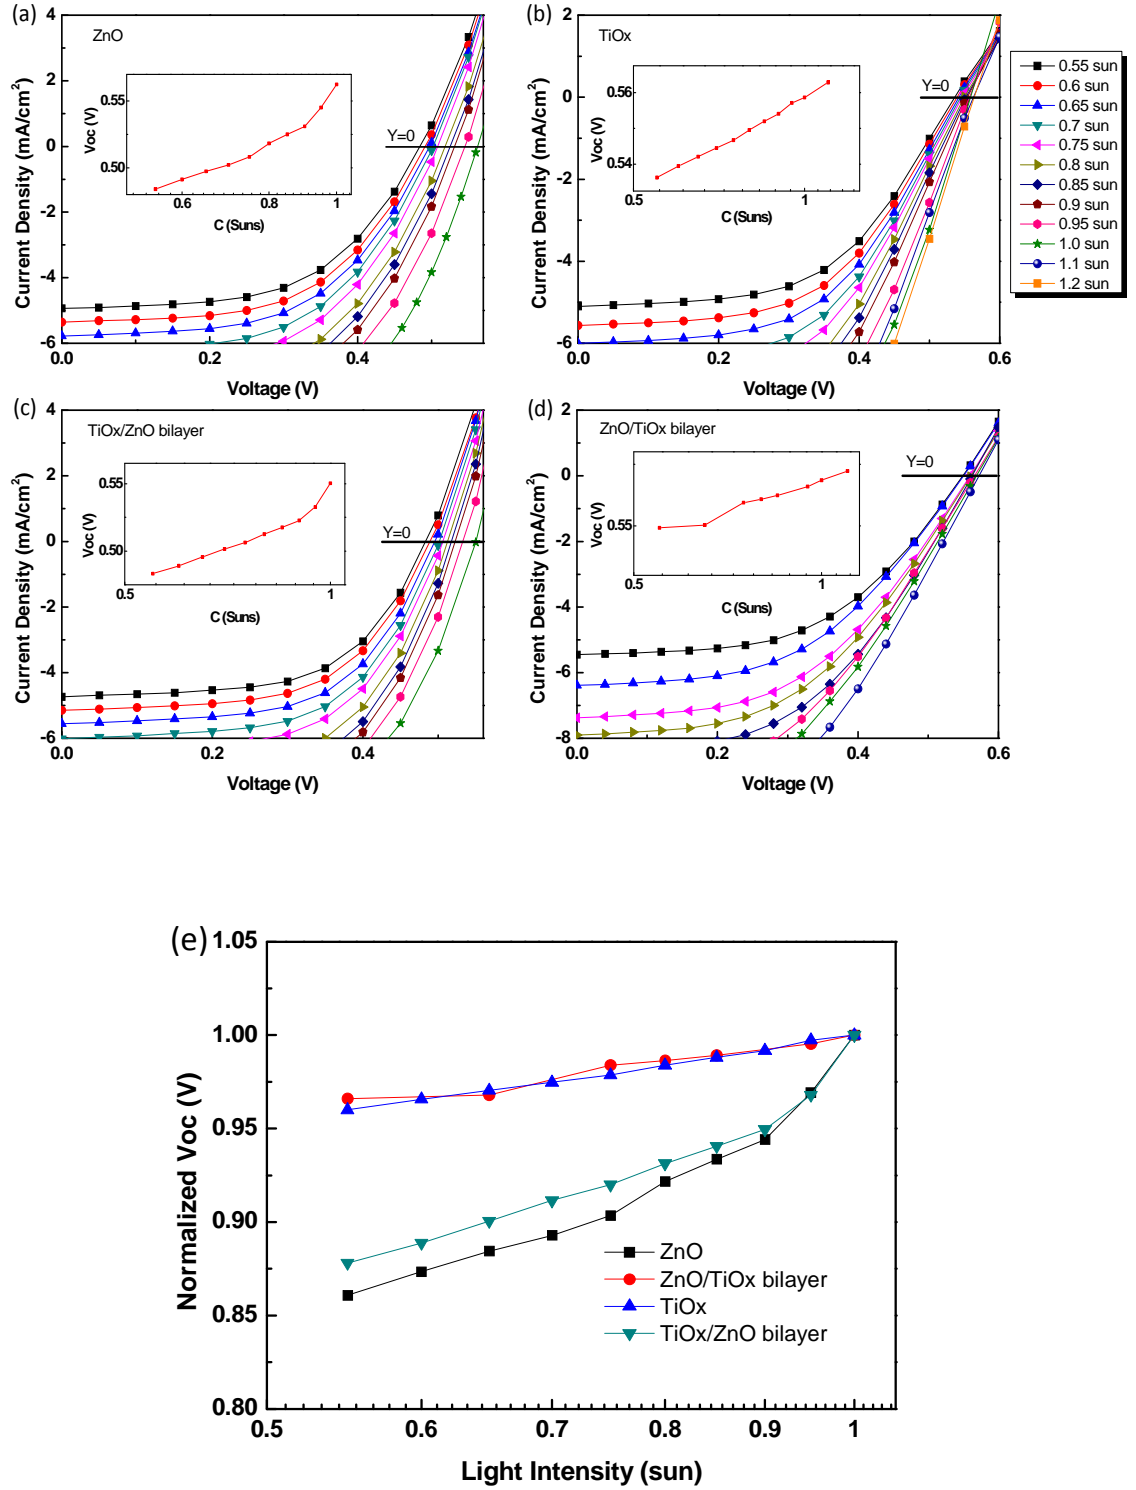 (a)
ZnO
Current Density (mA/cm²)
4
2
0
-2
-4
-6
0.0
0.2
0.4
Voltage (V)
Y=0
Voc (V)
0.55
0.50
0.6
0.8
1
C (Suns)
(b)
TiOx
Current Density (mA/cm²)
2
0
-2
-4
-6
0.0
0.2
0.4
0.6
Voltage (V)
Y=0
Voc (V)
0.56
0.54
0.5
1
C (Suns)
0.55 sun
0.6 sun
0.65 sun
0.7 sun
0.75 sun
0.8 sun
0.85 sun
0.9 sun
0.95 sun
1.0 sun
1.1 sun
1.2 sun
(c)
TiOx/ZnO bilayer
Current Density (mA/cm²)
4
2
0
-2
-4
-6
0.0
0.2
0.4
Voltage (V)
Y=0
Voc (V)
0.55
0.50
0.5
1
C (Suns)
(d)
ZnO/TiOx bilayer
Current Density (mA/cm²)
2
0
-2
-4
-6
-8
0.0
0.2
0.4
0.6
Voltage (V)
Y=0
Voc (V)
0.55
0.5
1
C (Suns)
(e)
Normalized Voc (V)
1.05
1.00
0.95
0.90
0.85
0.80
0.5
0.6
0.7
0.8
0.9
1
Light Intensity (sun)
ZnO
ZnO/TiOx bilayer
TiOx
TiOx/ZnO bilayer